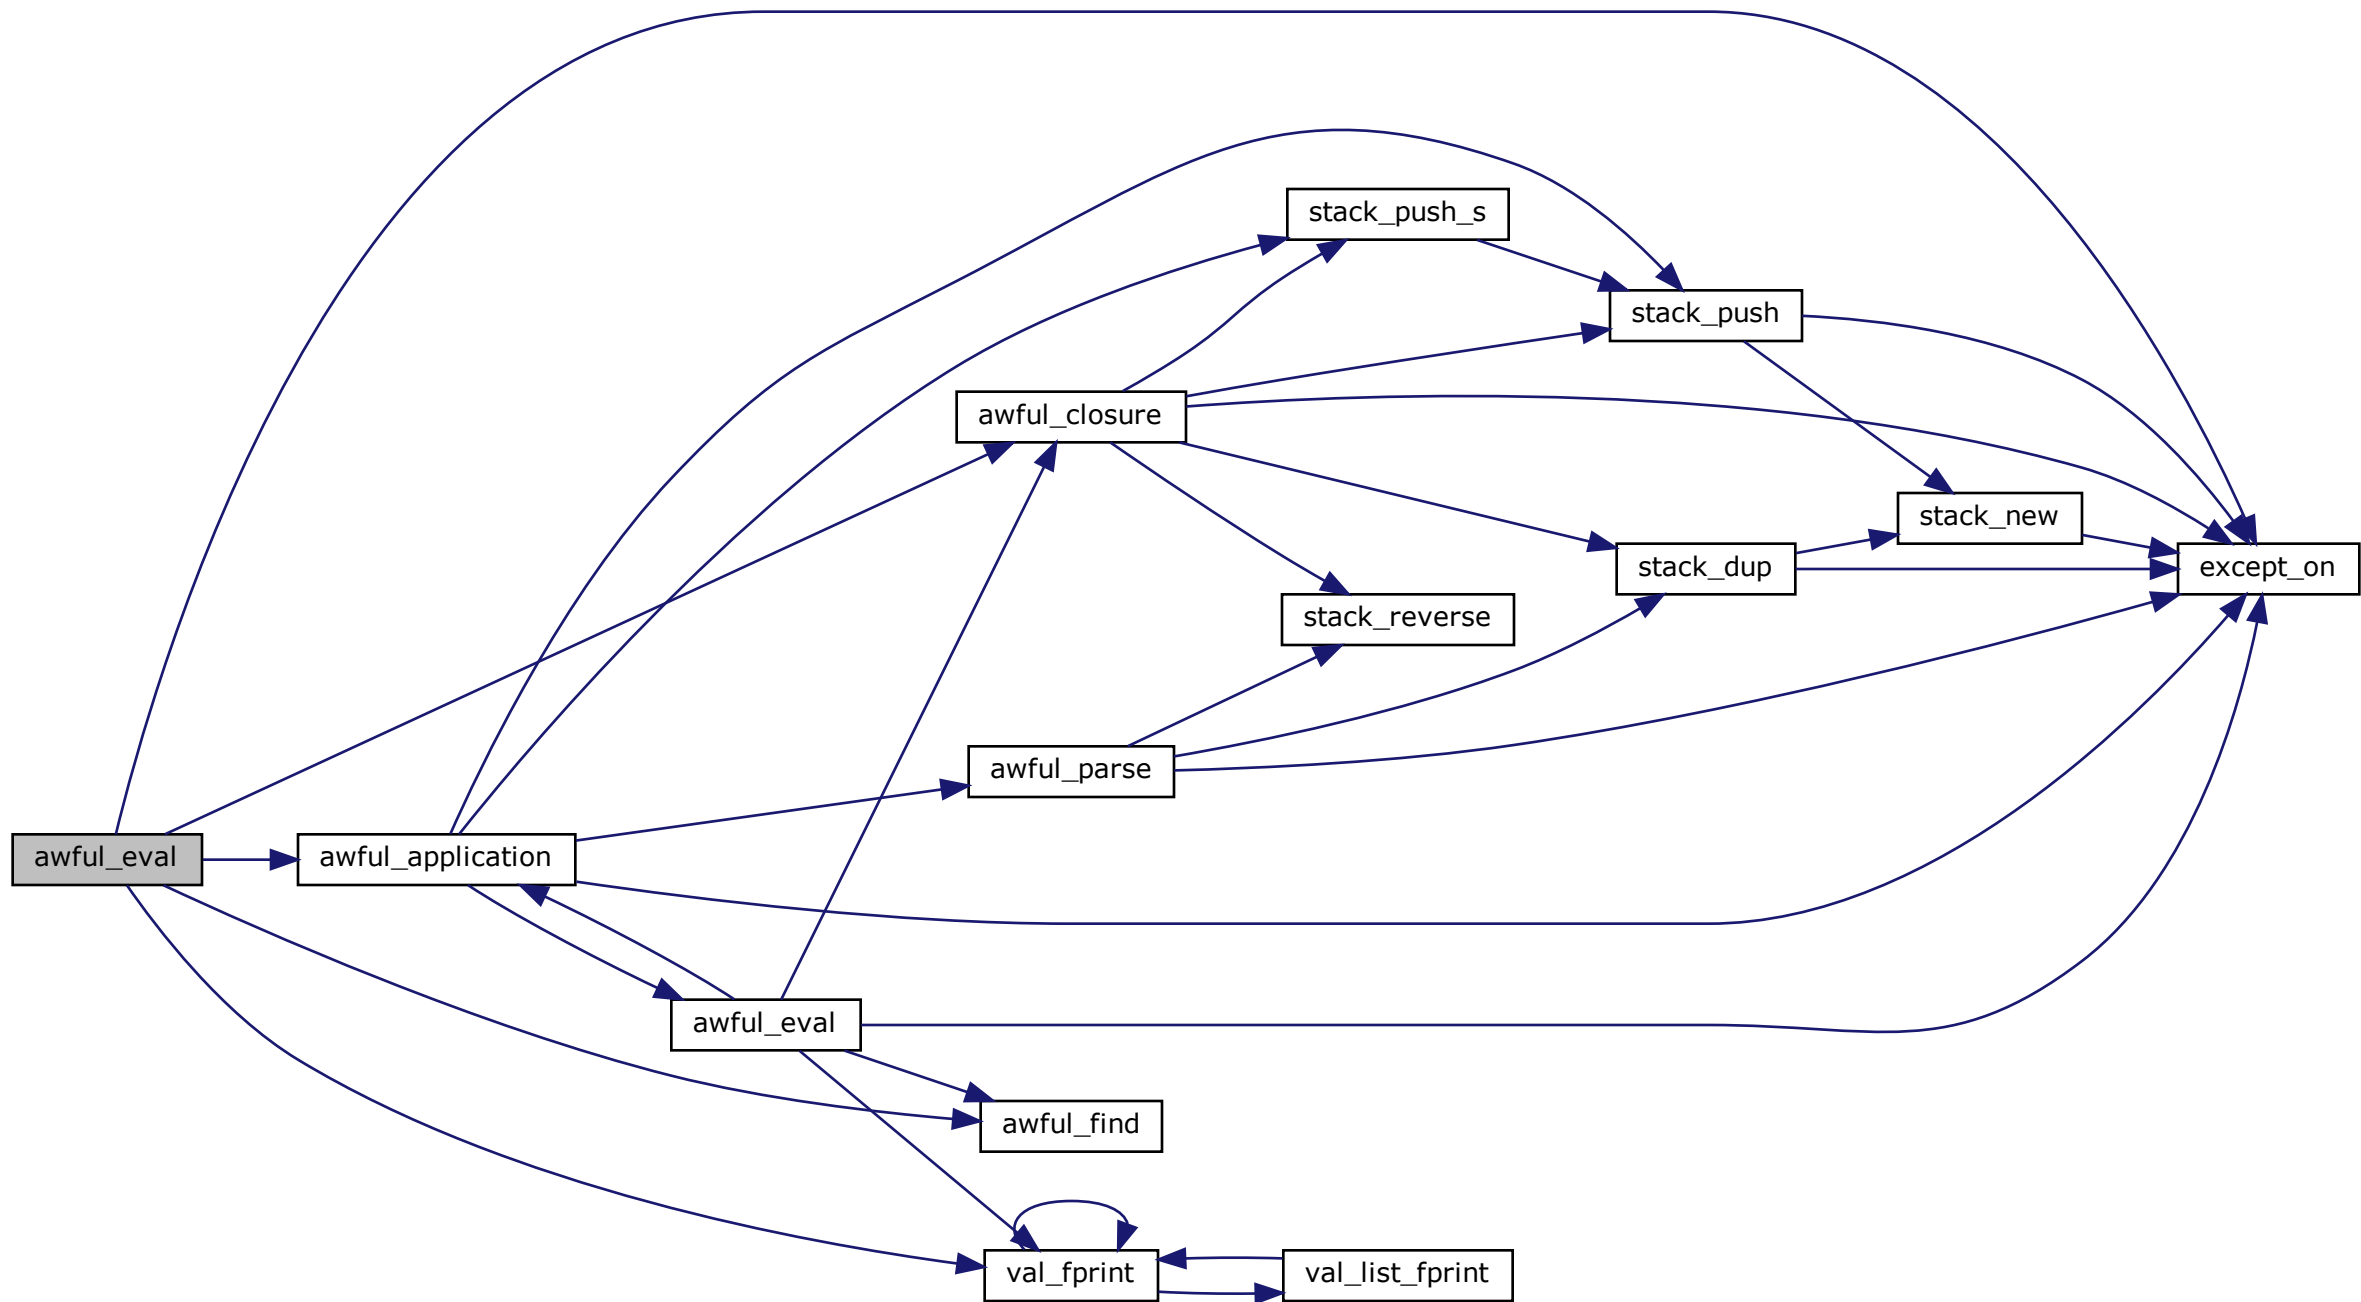 stack_push_s
stack_push
awful_closure
stack_new
stack_dup
except_on
stack_reverse
awful_parse
awful_eval
awful_application
awful_eval
awful_find
val_fprint
val_list_fprint